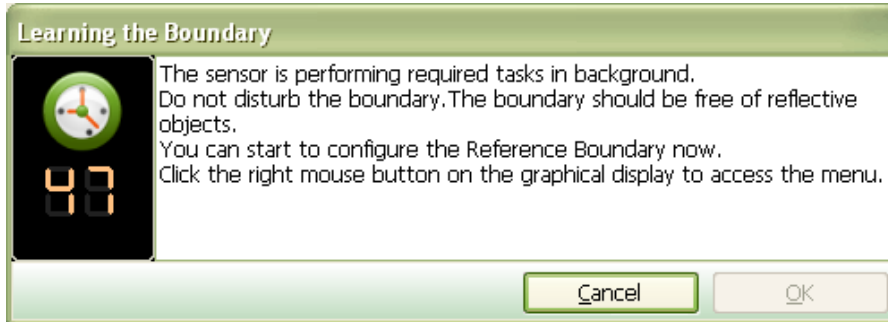 Learning the Boundary
The sensor is performing required tasks in background.
Do not disturb the boundary.The boundary should be free of reflective
objects.
You can start to configure the Reference Boundary now.
Click the right mouse button on the graphical display to access the menu.
47
Cancel
OK